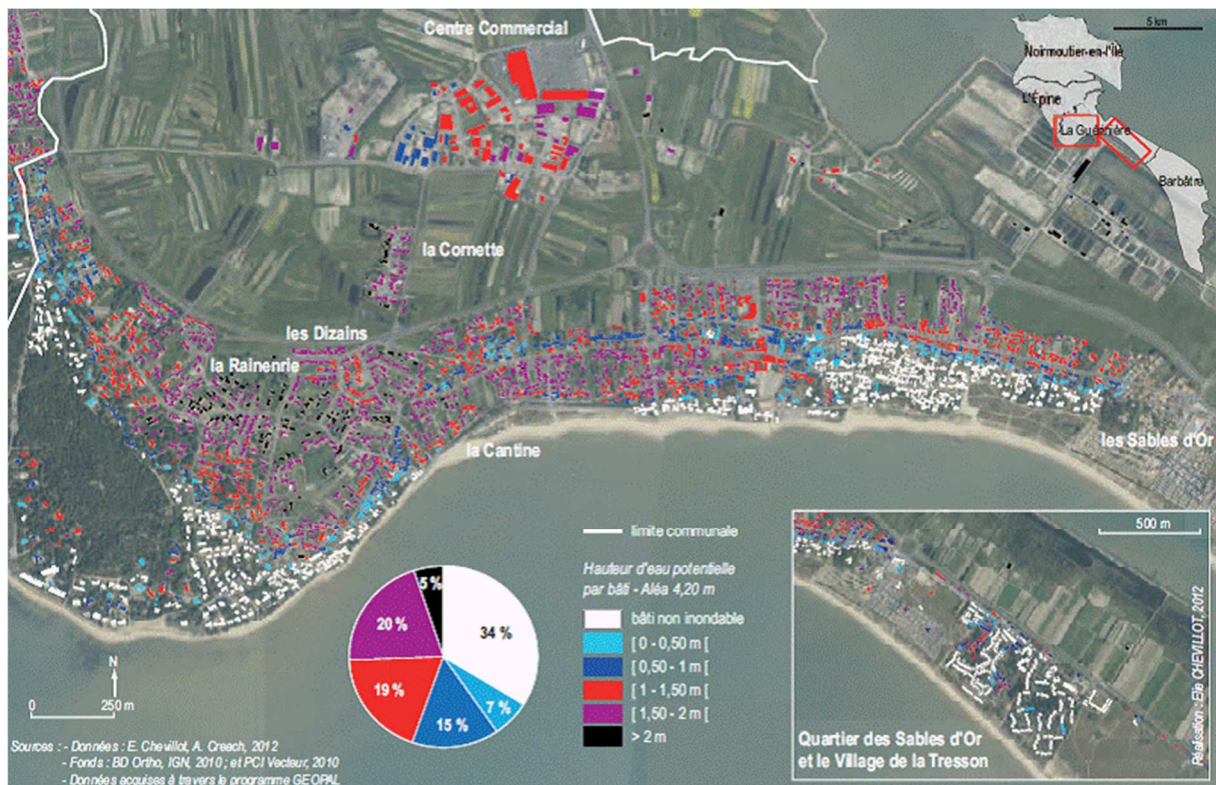 Centre Commercial
5 km
Noirmoutier-en-l'Île
L'Épine
La Guérinière
Barbâtre
la Cornette
les Dizains
la Rainenrie
la Cantine
les Sables d'Or
limite communale
Hauteur d'eau potentielle
par bâti - Aléa 4,20 m
bâti non inondable
[ 0 - 0,50 m [
[ 0,50 - 1 m [
[ 1 - 1,50 m [
[ 1,50 - 2 m [
> 2 m
5 %
34 %
20 %
19 %
15 %
7 %
N
0 250 m
500 m
Quartier des Sables d'Or
et le Village de la Tresson
Réalisation : Elie CHEVILLOT, 2012
Sources : - Données : E. Chevillot, A. Creach, 2012
- Fonds : BD Ortho, IGN, 2010 ; et PCI Vecteur, 2010
- Données acquises à travers le programme GEOPAL